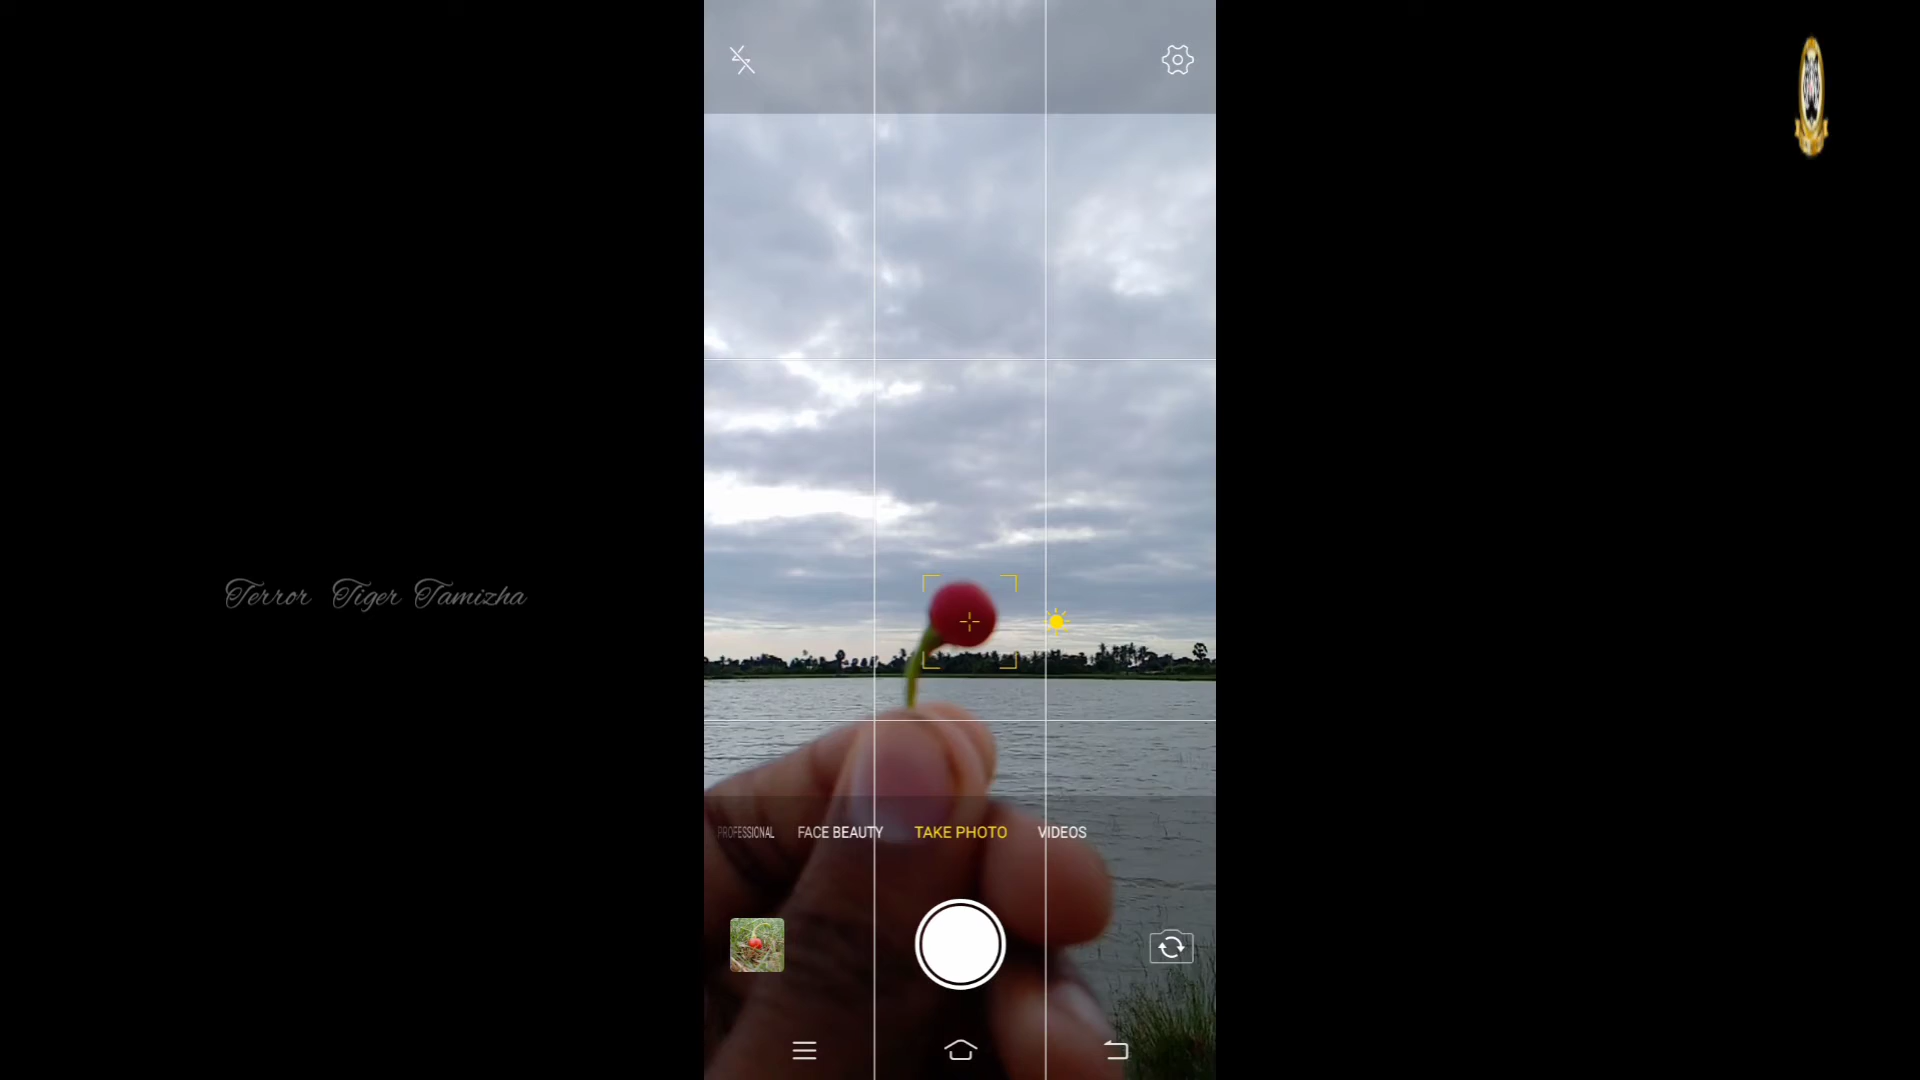 Terror Tiger Tamizha
PROFESSIONAL FACE BEAUTY TAKE PHOTO VIDEOS